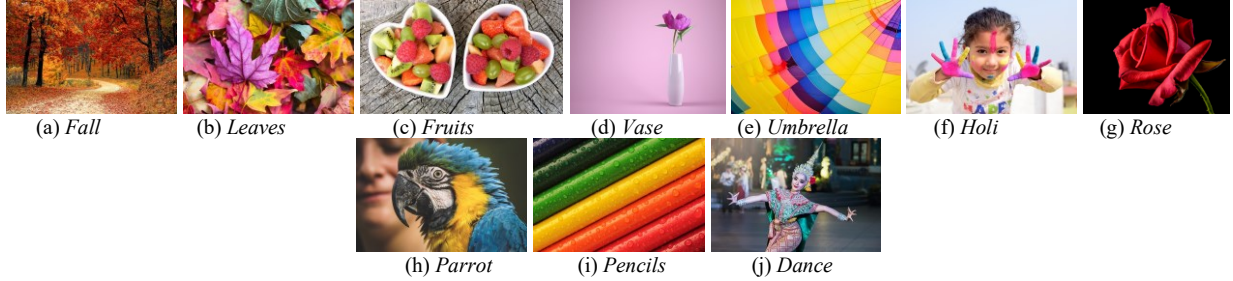 (a) Fall (b) Leaves (c) Fruits (d) Vase (e) Umbrella (f) Holi (g) Rose
(h) Parrot (i) Pencils (j) Dance